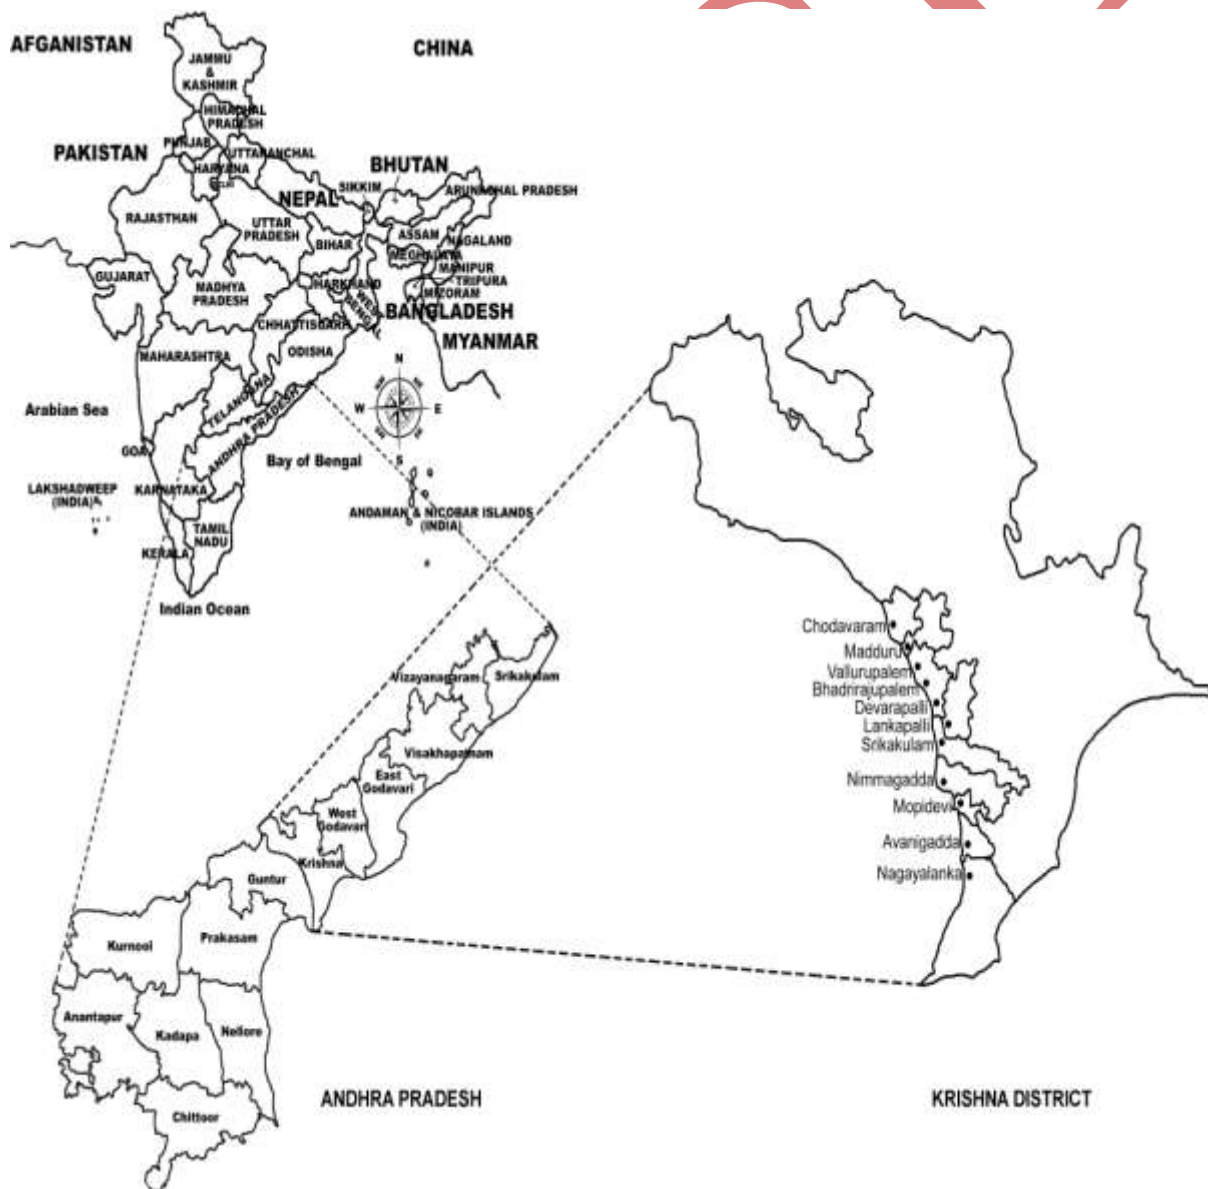 AFGANISTAN
CHINA
JAMMU
&
KASHMIR
HIMACHAL
PRADESH
PUNJAB
UTTARANCHAL
PAKISTAN
HARYANA
BHUTAN
SIKKIM
ARUNACHAL PRADESH
NEPAL
RAJASTHAN
UTTAR
PRADESH
BIHAR
ASSAM
NAGALAND
MEGHALAYA
MANIPUR
TRIPURA
MIZORAM
GUJARAT
MADHYA
PRADESH
JHARKHAND
WEST
BENGAL
BANGLADESH
CHHATTISGARH
MYANMAR
ODISHA
MAHARASHTRA
N
W
E
S
TELANGANA
ANDHRA PRADESH
Arabian Sea
GOA
Bay of Bengal
LAKSHADWEEP
(INDIA)
KARNATAKA
ANDAMAN & NICOBAR ISLANDS
(INDIA)
TAMIL
NADU
KERALA
Indian Ocean
Vizayanagaram
Srikakulam
Visakhapatnam
East
Godavari
West
Godavari
Krishna
Guntur
Prakasam
Kurnool
Anantapur
Kadapa
Nellore
Chittoor
ANDHRA PRADESH
Chodavaram
Madduru
Vallurupalem
Bhadrirajupalem
Devarapalli
Lankapalli
Srikakulam
Nimmagadda
Mopidevi
Avanigadda
Nagayalanka
KRISHNA DISTRICT